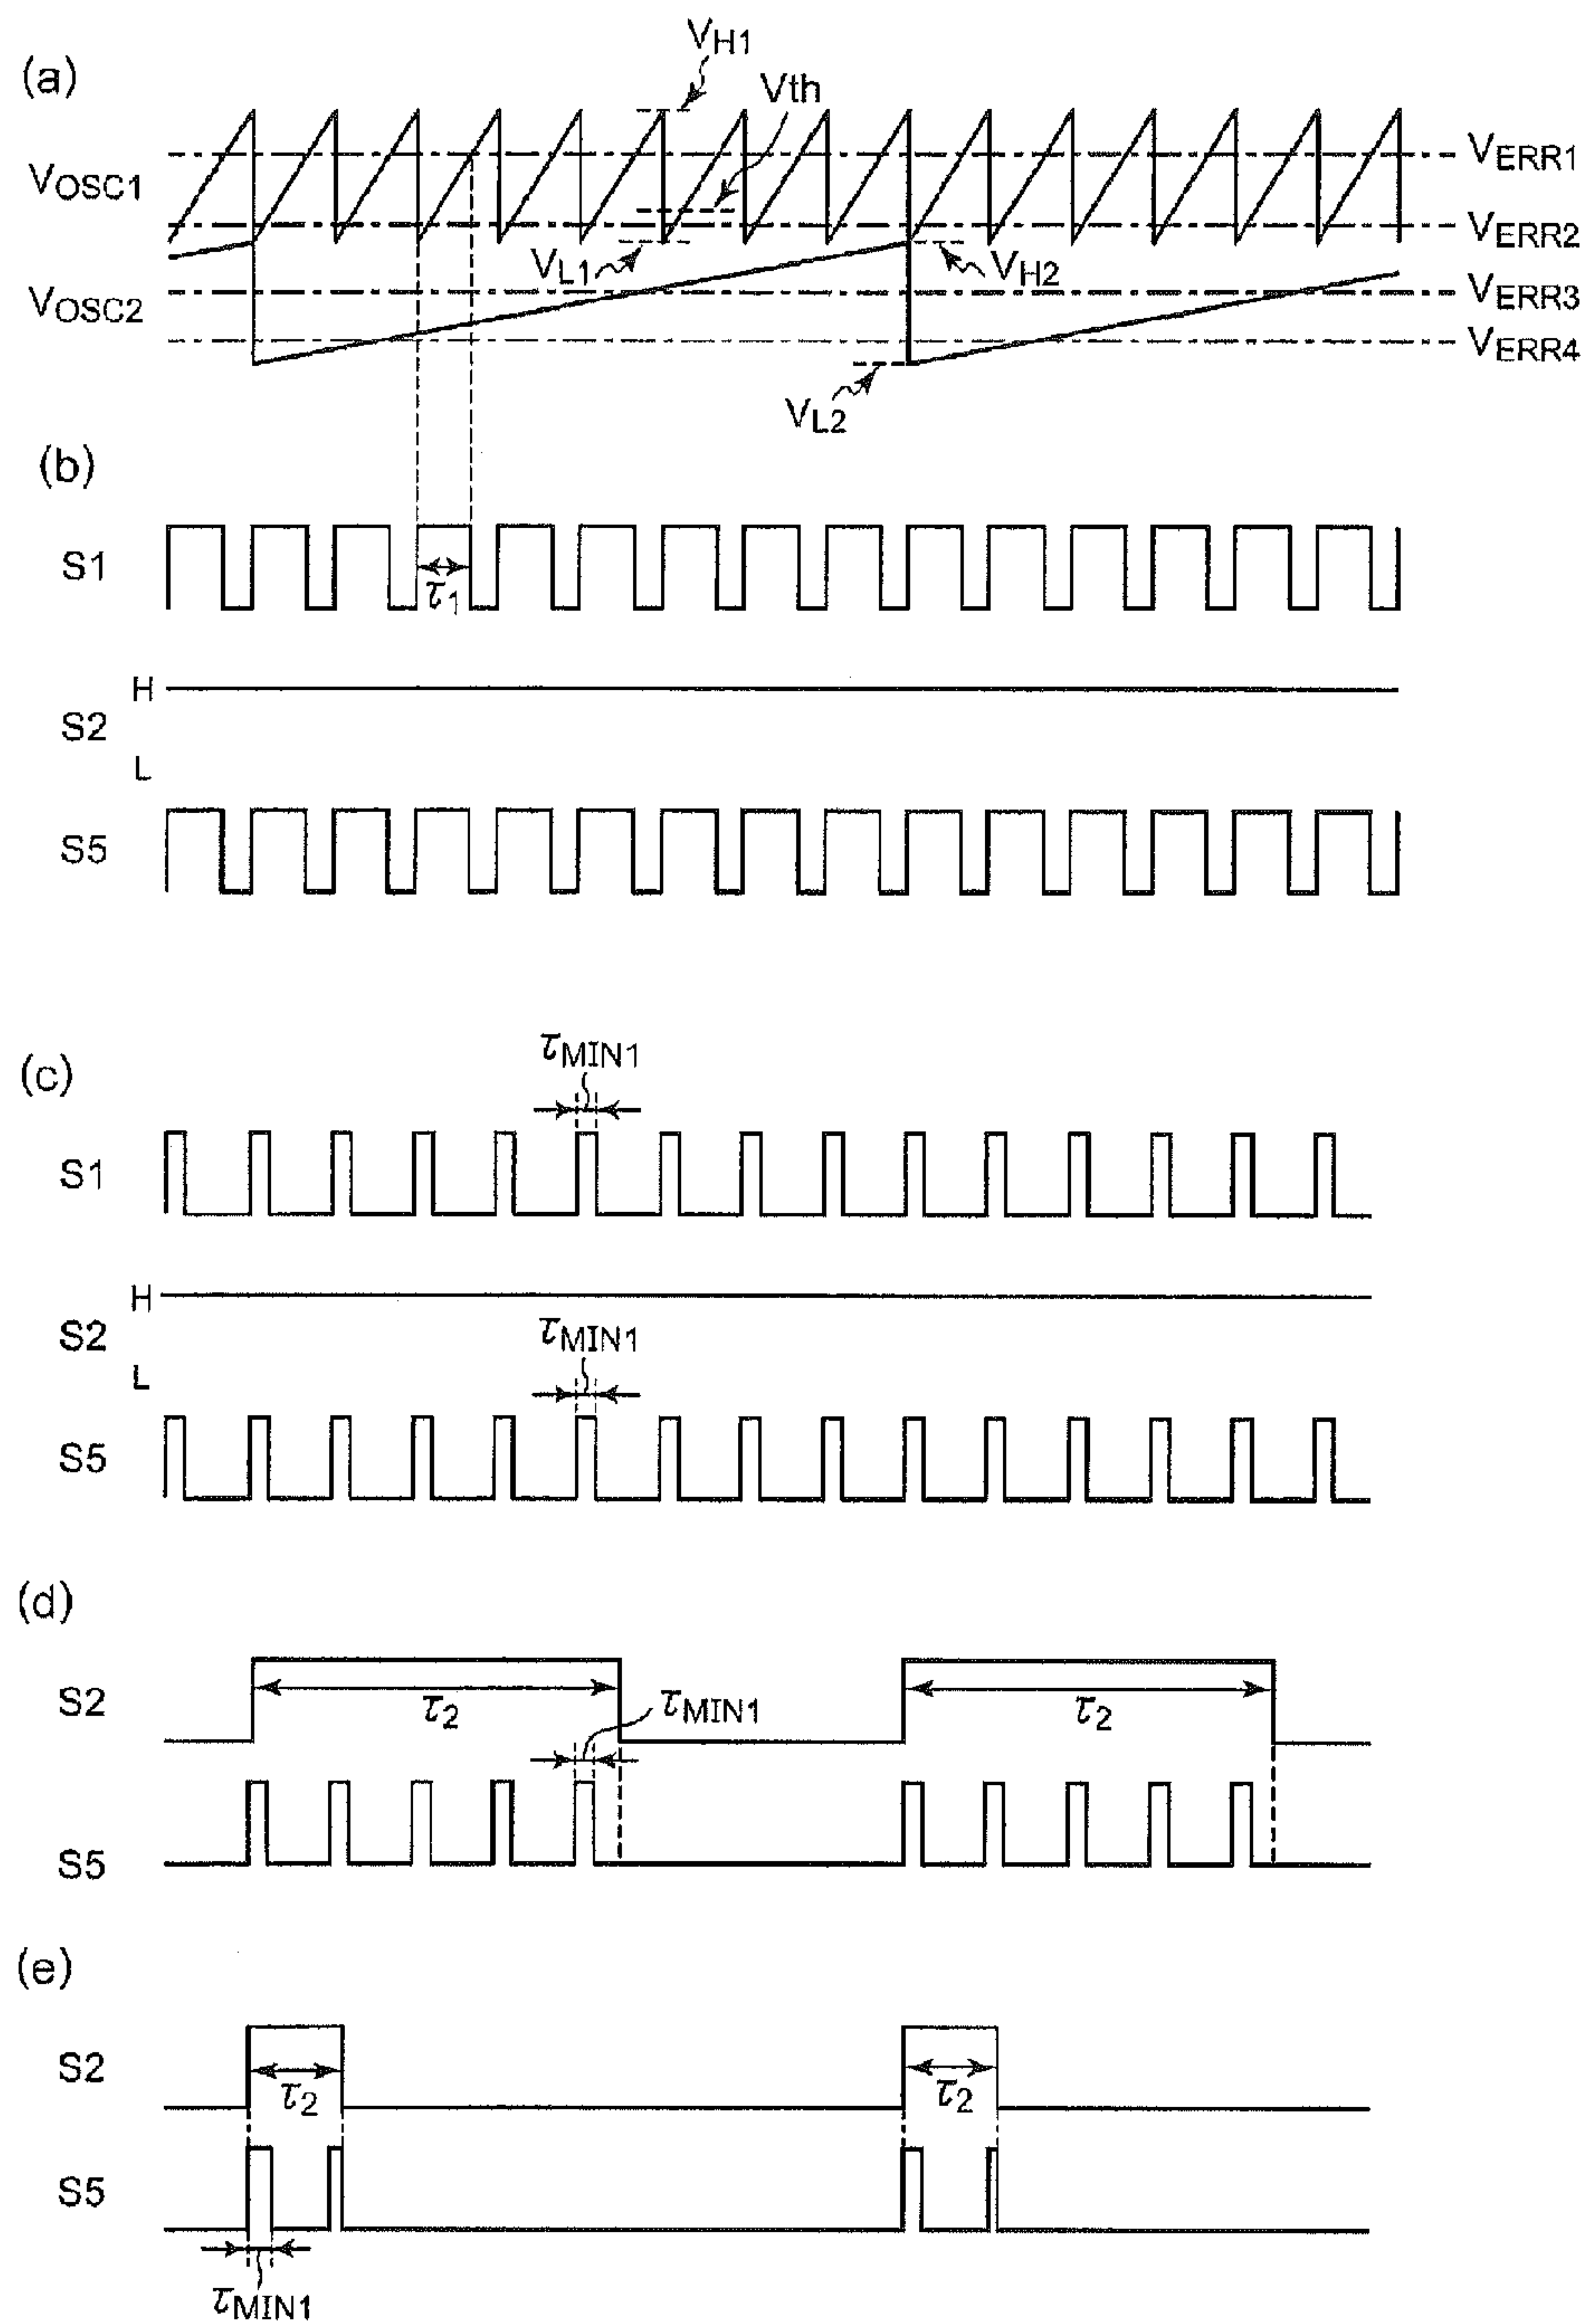 (a)
VH1
Vth
VOSC1
VERR1
VERR2
VL1
VH2
VOSC2
VERR3
VERR4
VL2
(b)
S1
τ1
H
S2
L
S5
(c)
τMIN1
S1
H
S2
τMIN1
L
S5
(d)
S2
τ2
τMIN1
τ2
S5
(e)
S2
τ2
τ2
S5
τMIN1